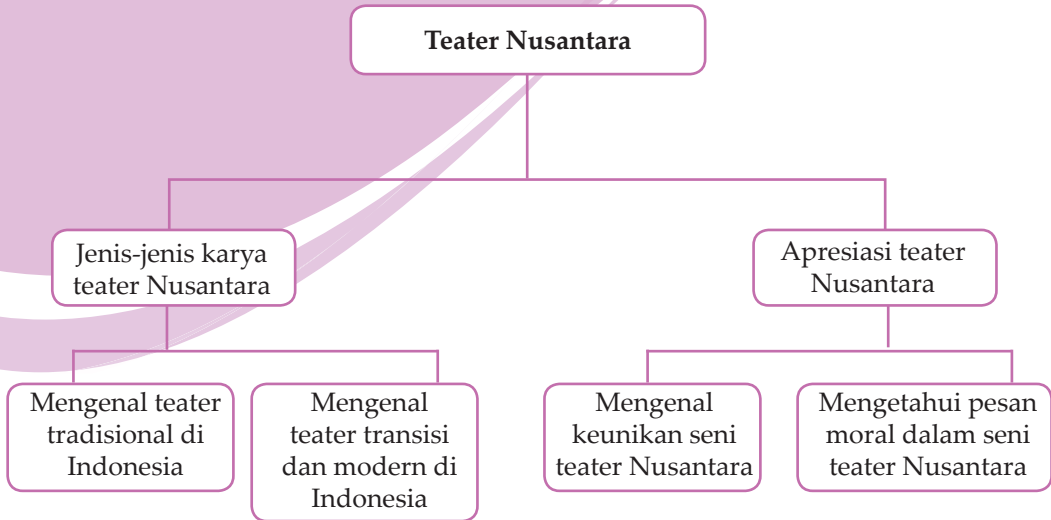 Teater Nusantara
Jenis-jenis karya
teater Nusantara
Apresiasi teater
Nusantara
Mengenal teater
tradisional di
Indonesia
Mengenal
teater transisi
dan modern di
Indonesia
Mengenal
keunikan seni
teater Nusantara
Mengetahui pesan
moral dalam seni
teater Nusantara